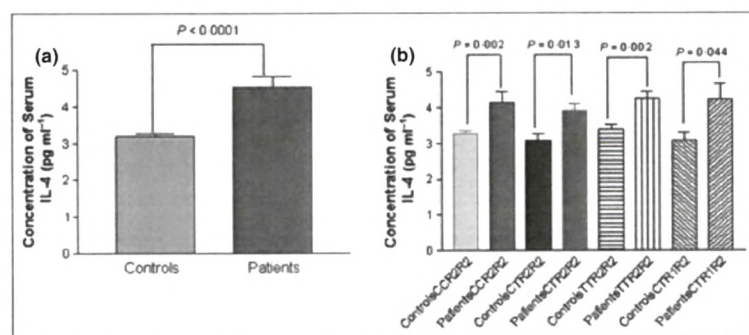 (a)
P < 0·0001
Concentration of Serum
IL-4 (pg ml⁻¹)
5
4
3
2
1
0
Controls
Patients
(b)
P = 0·002
P = 0·013
P = 0·002
P = 0·044
Concentration of Serum
IL-4 (pg ml⁻¹)
5
4
3
2
1
0
ControlsCCR2R2
PatientsCCR2R2
ControlsCTR2R2
PatientsCTR2R2
ControlsTTR2R2
PatientsTTR2R2
ControlsCTR1R2
PatientsCTR1R2